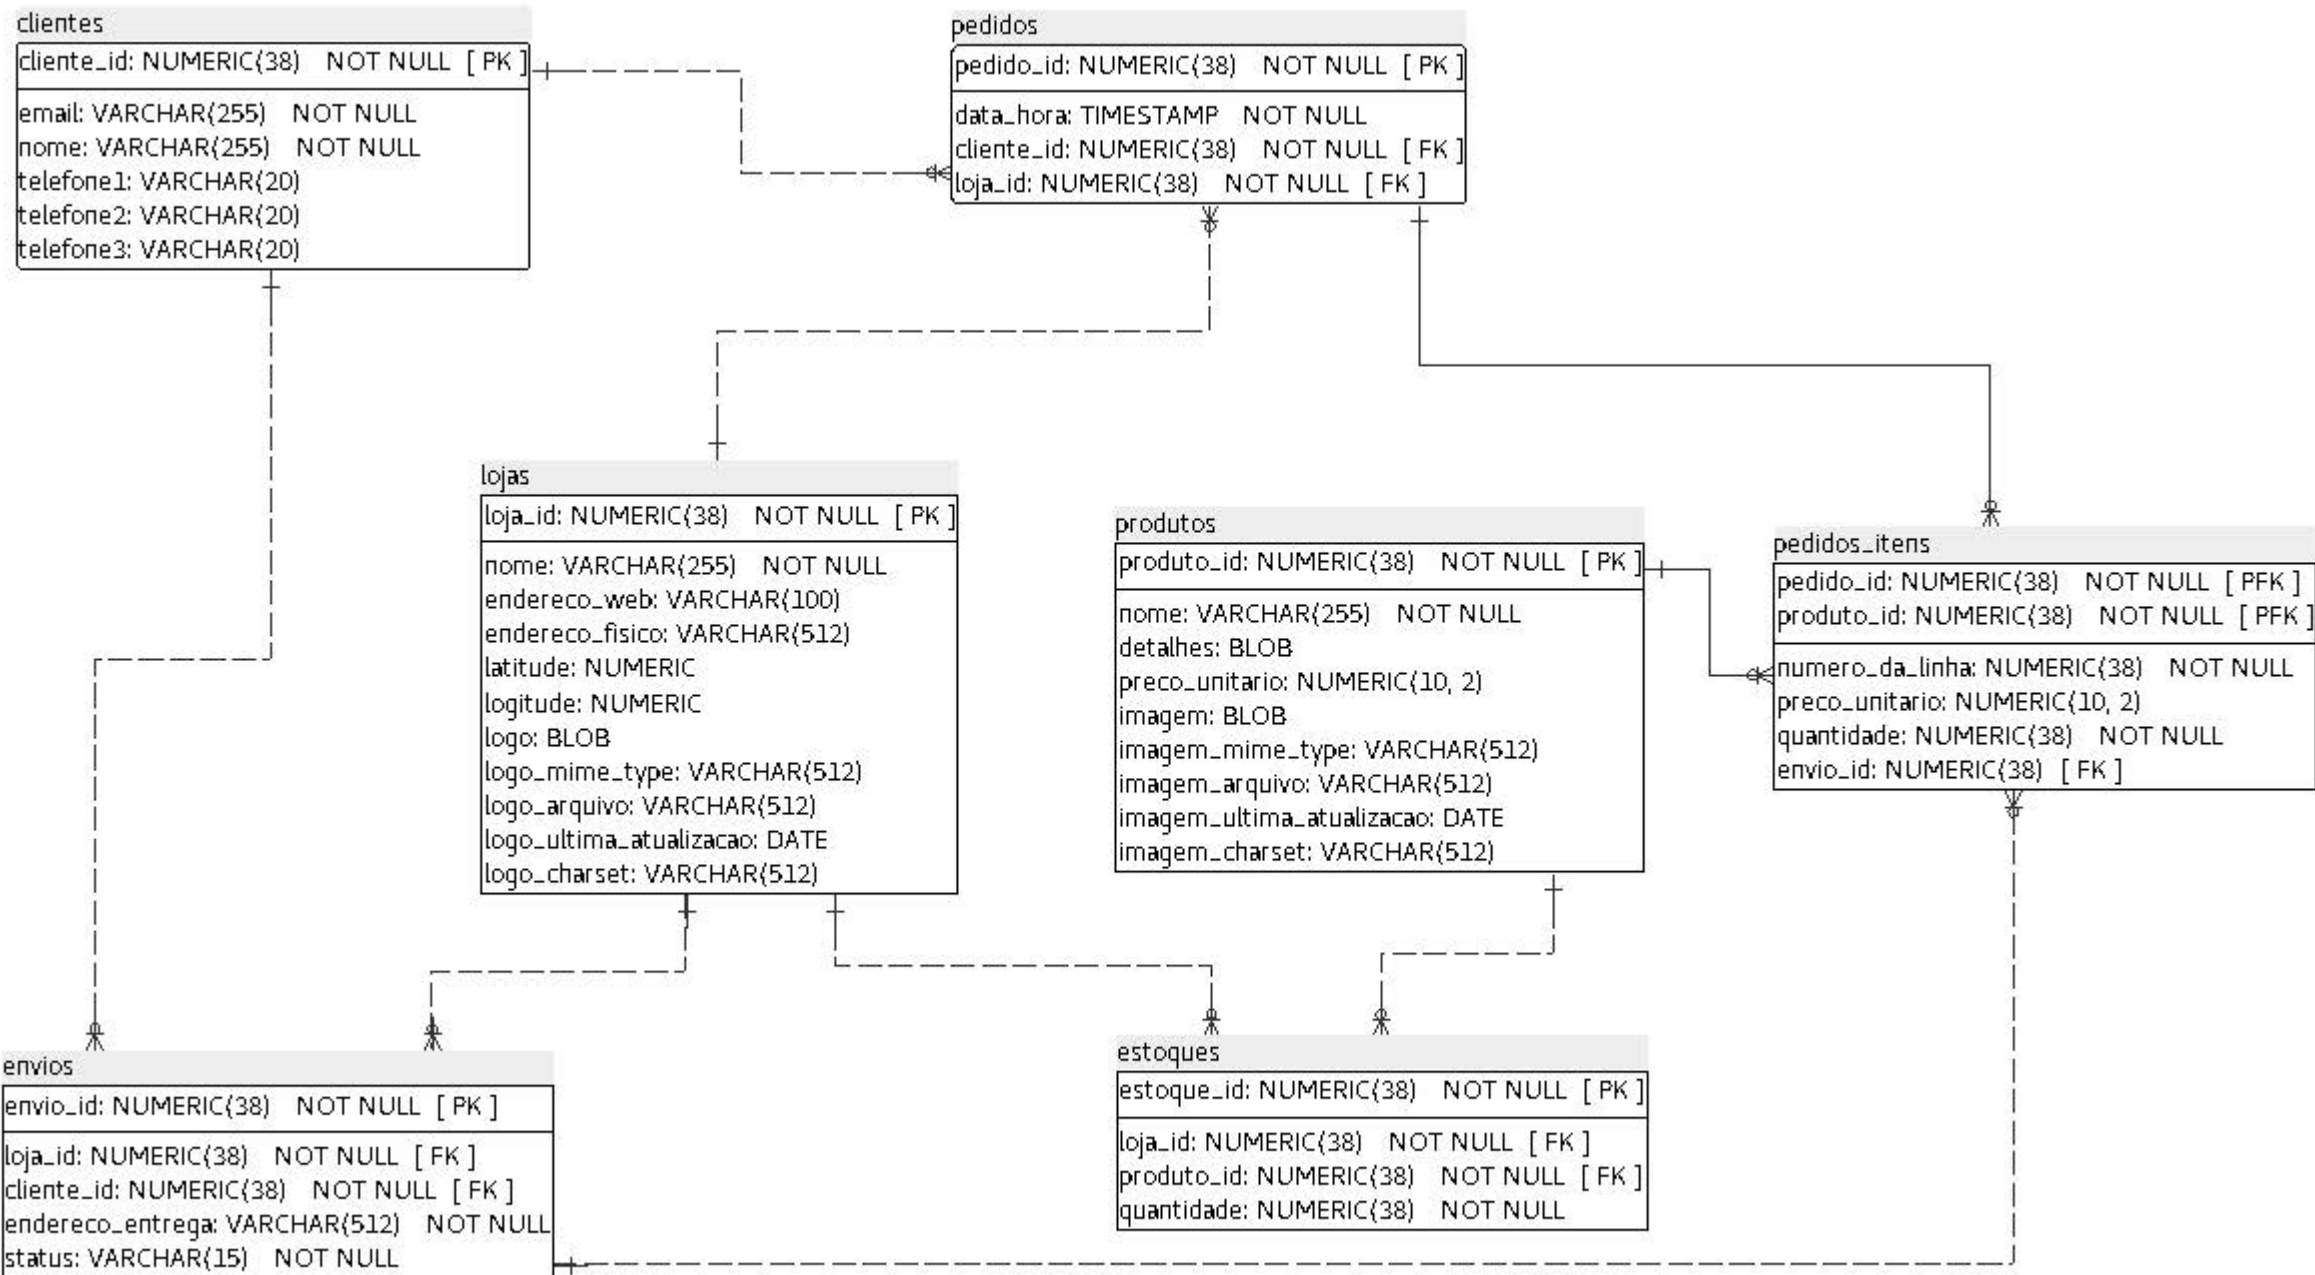 clientes
cliente_id: NUMERIC(38) NOT NULL [ PK ]
email: VARCHAR(255) NOT NULL
nome: VARCHAR(255) NOT NULL
telefone1: VARCHAR(20)
telefone2: VARCHAR(20)
telefone3: VARCHAR(20)
pedidos
pedido_id: NUMERIC(38) NOT NULL [ PK ]
data_hora: TIMESTAMP NOT NULL
cliente_id: NUMERIC(38) NOT NULL [ FK ]
loja_id: NUMERIC(38) NOT NULL [ FK ]
lojas
loja_id: NUMERIC(38) NOT NULL [ PK ]
nome: VARCHAR(255) NOT NULL
endereco_web: VARCHAR(100)
endereco_fisico: VARCHAR(512)
latitude: NUMERIC
logitude: NUMERIC
logo: BLOB
logo_mime_type: VARCHAR(512)
logo_arquivo: VARCHAR(512)
logo_ultima_atualizacao: DATE
logo_charset: VARCHAR(512)
produtos
produto_id: NUMERIC(38) NOT NULL [ PK ]
nome: VARCHAR(255) NOT NULL
detalhes: BLOB
preco_unitario: NUMERIC(10, 2)
imagem: BLOB
imagem_mime_type: VARCHAR(512)
imagem_arquivo: VARCHAR(512)
imagem_ultima_atualizacao: DATE
imagem_charset: VARCHAR(512)
pedidos_itens
pedido_id: NUMERIC(38) NOT NULL [ PFK ]
produto_id: NUMERIC(38) NOT NULL [ PFK ]
numero_da_linha: NUMERIC(38) NOT NULL
preco_unitario: NUMERIC(10, 2)
quantidade: NUMERIC(38) NOT NULL
envio_id: NUMERIC(38) [ FK ]
envios
envio_id: NUMERIC(38) NOT NULL [ PK ]
loja_id: NUMERIC(38) NOT NULL [ FK ]
cliente_id: NUMERIC(38) NOT NULL [ FK ]
endereco_entrega: VARCHAR(512) NOT NULL
status: VARCHAR(15) NOT NULL
estoques
estoque_id: NUMERIC(38) NOT NULL [ PK ]
loja_id: NUMERIC(38) NOT NULL [ FK ]
produto_id: NUMERIC(38) NOT NULL [ FK ]
quantidade: NUMERIC(38) NOT NULL